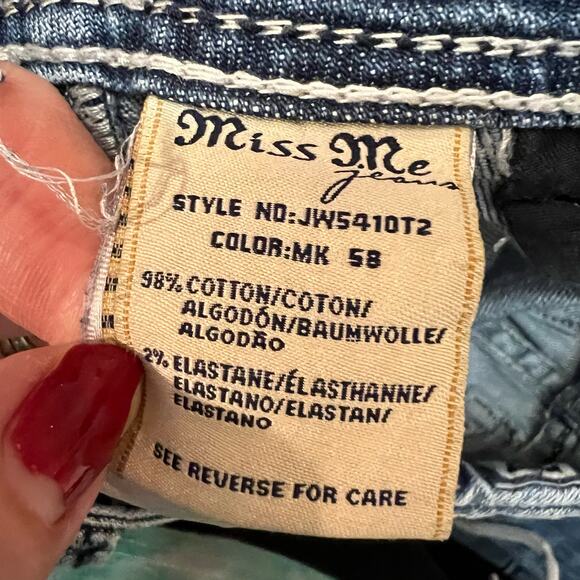 Miss Me
jeans
STYLE NO:JW5410T2
COLOR:MK 58
98% COTTON/COTON/
ALGODÓN/BAUMWOLLE/
ALGODÃO
2% ELASTANE/ÉLASTHANNE/
ELASTANO/ELASTAN/
ELASTANO
SEE REVERSE FOR CARE